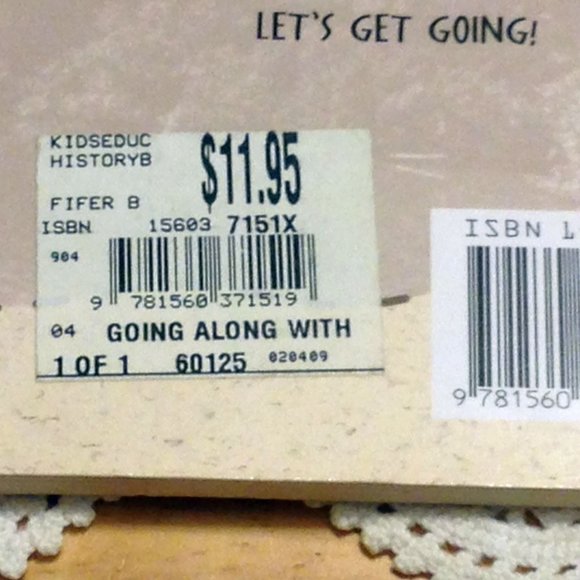 LET'S GET GOING!
KIDSEDUC
HISTORYB
$11.95
FIFER B
ISBN 15603 7151X
904
9 781560 371519
04 GOING ALONG WITH
1 OF 1 60125 020409
ISBN 1
9 781560